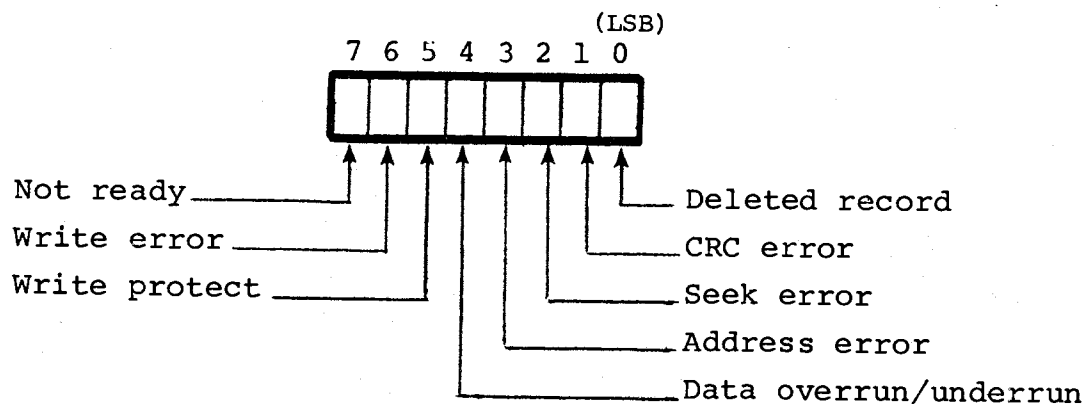 (LSB)
7 6 5 4 3 2 1 0
Not ready
Deleted record
Write error
CRC error
Write protect
Seek error
Address error
Data overrun/underrun